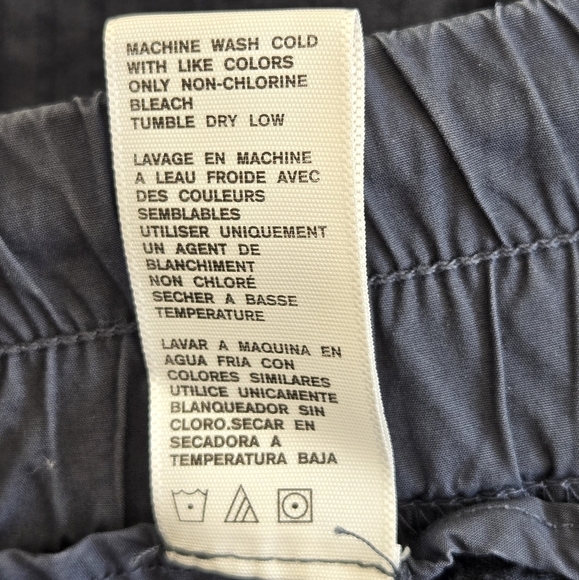 MACHINE WASH COLD
WITH LIKE COLORS
ONLY NON-CHLORINE
BLEACH
TUMBLE DRY LOW
LAVAGE EN MACHINE
A LEAU FROIDE AVEC
DES COULEURS
SEMBLABLES
UTILISER UNIQUEMENT
UN AGENT DE
BLANCHIMENT
NON CHLORÉ
SECHER A BASSE
TEMPERATURE
LAVAR A MAQUINA EN
AGUA FRIA CON
COLORES SIMILARES
UTILICE UNICAMENTE
BLANQUEADOR SIN
CLORO.SECAR EN
SECADORA A
TEMPERATURA BAJA